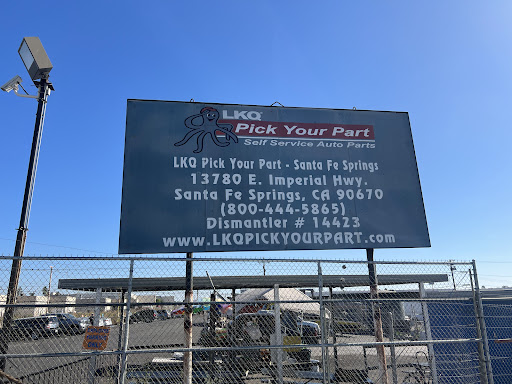 LKQ
Pick Your Part
Self Service Auto Parts
LKQ Pick Your Part - Santa Fe Springs
13780 E. Imperial Hwy.
Santa Fe Springs, CA 90670
(800-444-5865)
Dismantler # 14423
www.LKQPICKYOURPART.com